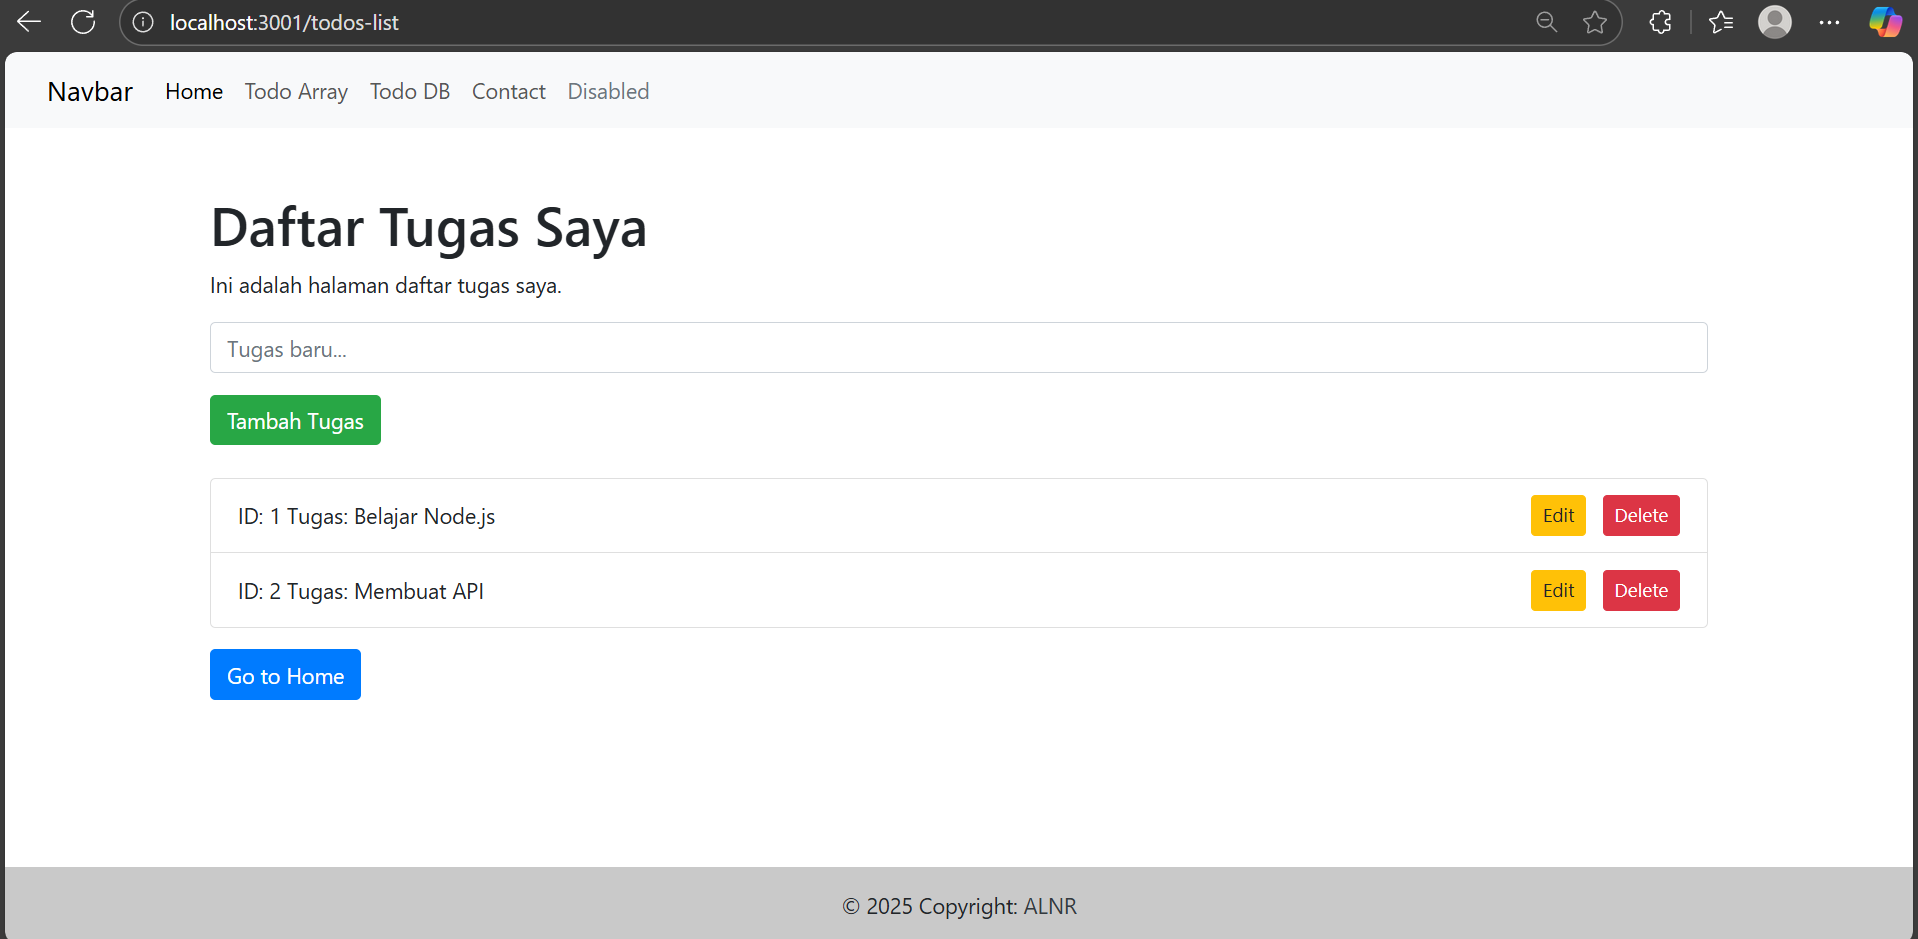 localhost:3001/todos-list
Navbar Home Todo Array Todo DB Contact Disabled
Daftar Tugas Saya
Ini adalah halaman daftar tugas saya.
Tugas baru...
Tambah Tugas
ID: 1 Tugas: Belajar Node.js Edit Delete
ID: 2 Tugas: Membuat API Edit Delete
Go to Home
© 2025 Copyright: ALNR